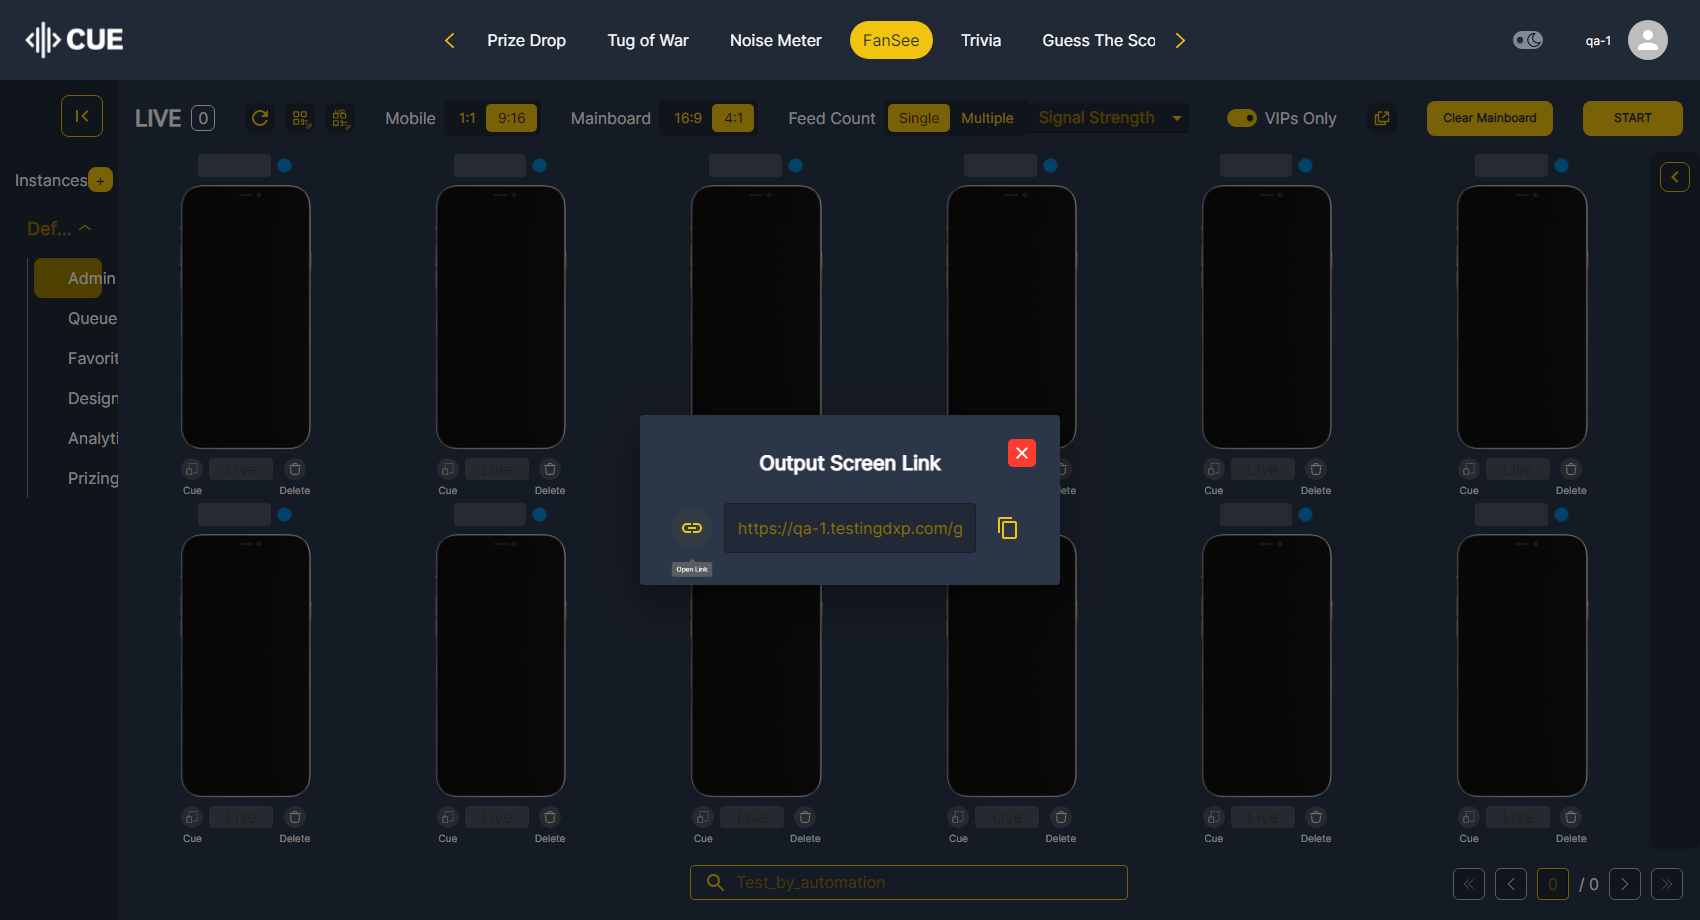 CUE
Prize Drop
Tug of War
Noise Meter
FanSee
Trivia
Guess The Sco
qa-1
LIVE 0
Mobile 1:1 9:16
Mainboard 16:9 4:1
Feed Count Single Multiple
Signal Strength
VIPs Only
Clear Mainboard
START
Instances +
Def...
Admin
Queue
Favorit
Design
Analyti
Prizing
Live
Live
Live
Live
Cue Delete
Cue Delete
ete
Cue Delete
Cue Delete
Output Screen Link
https://qa-1.testingdxp.com/g
Open Link
Live
Live
Live
Live
Live
Live
Cue Delete
Cue Delete
Cue Delete
Cue Delete
Cue Delete
Cue Delete
Test_by_automation
0 / 0